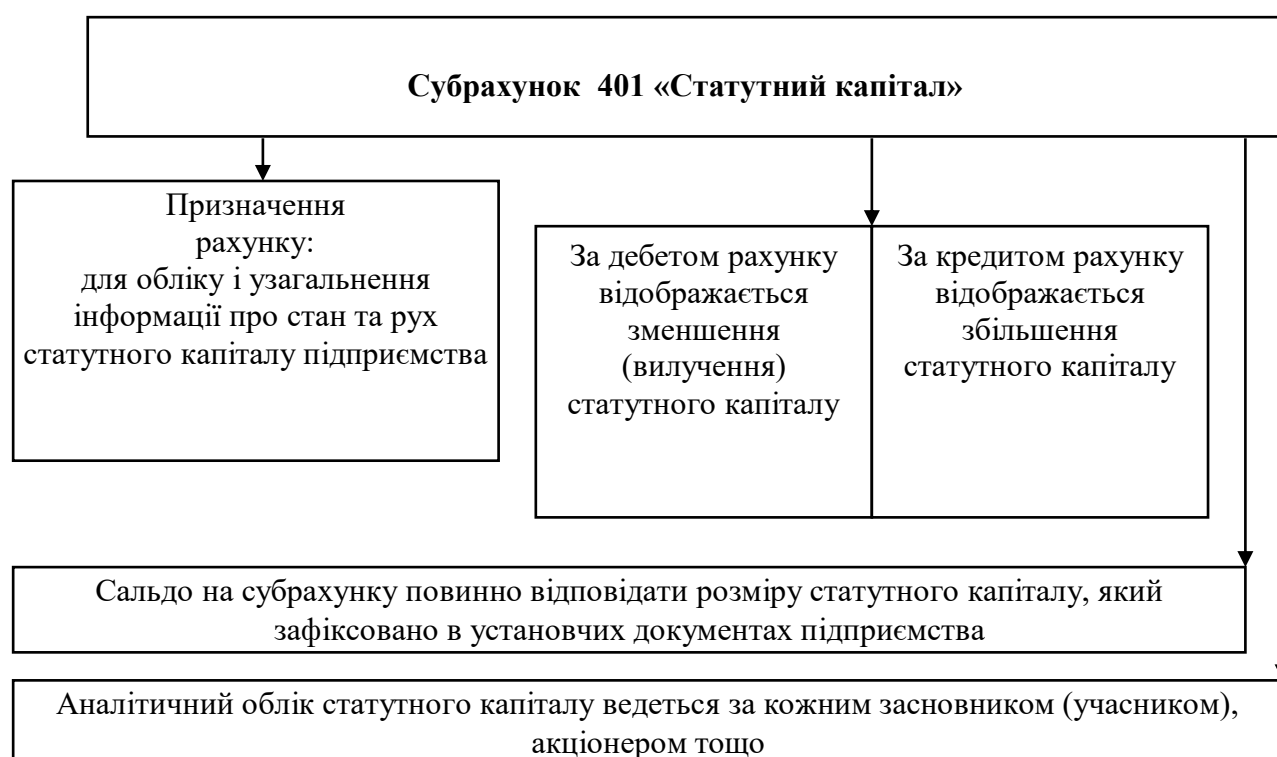 Субрахунок 401 «Статутний капітал»
Призначення
рахунку:
для обліку і узагальнення
інформації про стан та рух
статутного капіталу підприємства
За дебетом рахунку
відображається
зменшення
(вилучення)
статутного капіталу
За кредитом рахунку
відображається
збільшення
статутного капіталу
Сальдо на субрахунку повинно відповідати розміру статутного капіталу, який
зафіксовано в установчих документах підприємства
Аналітичний облік статутного капіталу ведеться за кожним засновником (учасником),
акціонером тощо